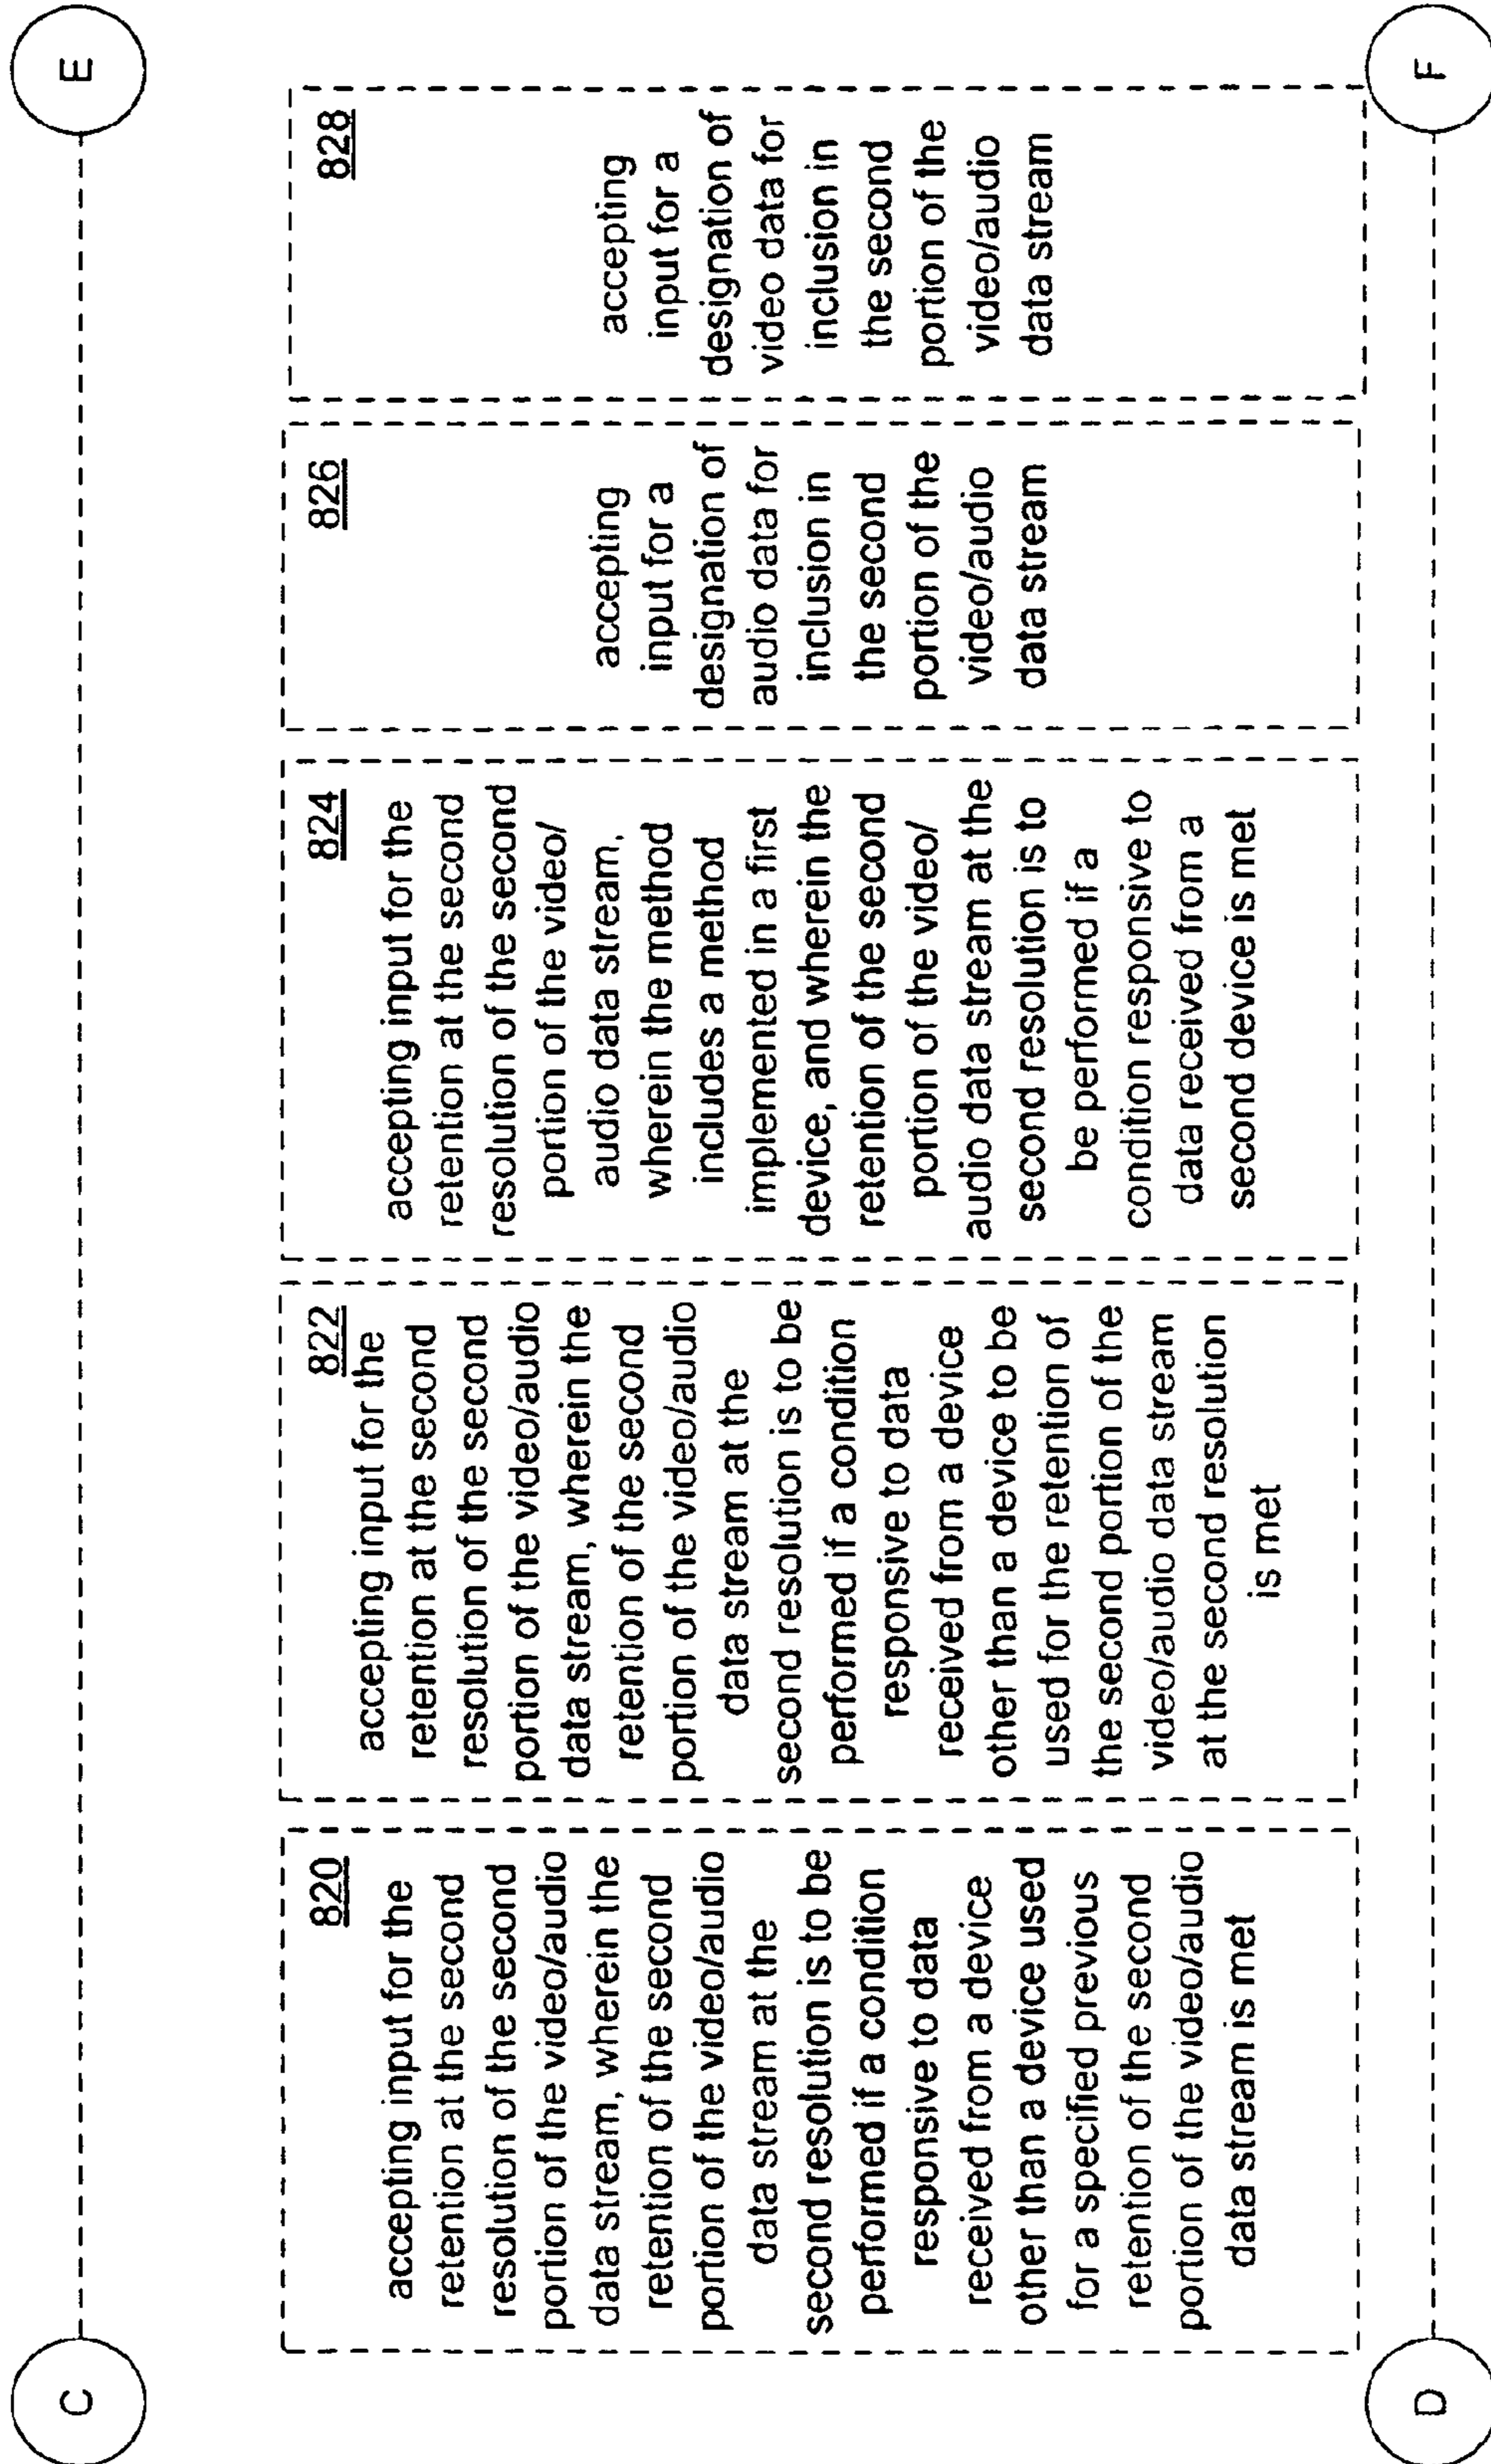 C
E
820
accepting input for the
retention at the second
resolution of the second
portion of the video/audio
data stream, wherein the
retention of the second
portion of the video/audio
data stream at the
second resolution is to be
performed if a condition
responsive to data
received from a device
other than a device used
for a specified previous
retention of the second
portion of the video/audio
data stream is met
822
accepting input for the
retention at the second
resolution of the second
portion of the video/audio
data stream, wherein the
retention of the second
portion of the video/audio
data stream at the
second resolution is to be
performed if a condition
responsive to data
received from a device
other than a device to be
used for the retention of
the second portion of the
video/audio data stream
at the second resolution
is met
824
accepting input for the
retention at the second
resolution of the second
portion of the video/
audio data stream,
wherein the method
includes a method
implemented in a first
device, and wherein the
retention of the second
portion of the video/
audio data stream at the
second resolution is to
be performed if a
condition responsive to
data received from a
second device is met
826
accepting
input for a
designation of
audio data for
inclusion in
the second
portion of the
video/audio
data stream
828
accepting
input for a
designation of
video data for
inclusion in
the second
portion of the
video/audio
data stream
D
F